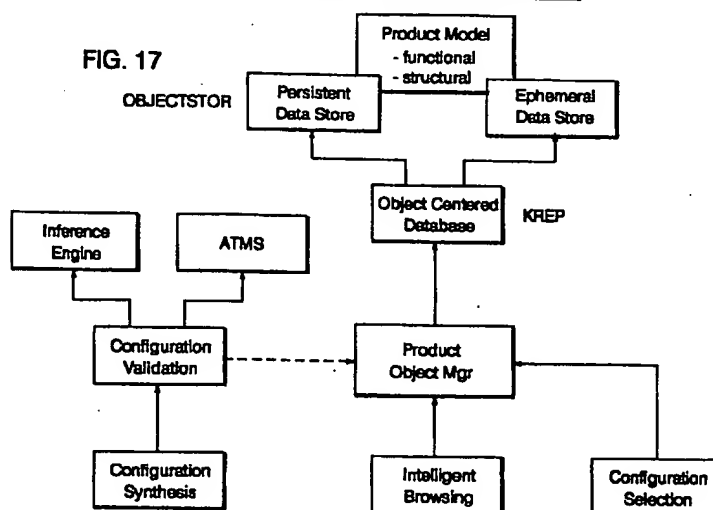 FIG. 17
Product Model
- functional
- structural
OBJECTSTOR
Persistent
Data Store
Ephemeral
Data Store
Object Centered
Database
KREP
Inference
Engine
ATMS
Configuration
Validation
Product
Object Mgr
Configuration
Synthesis
Intelligent
Browsing
Configuration
Selection